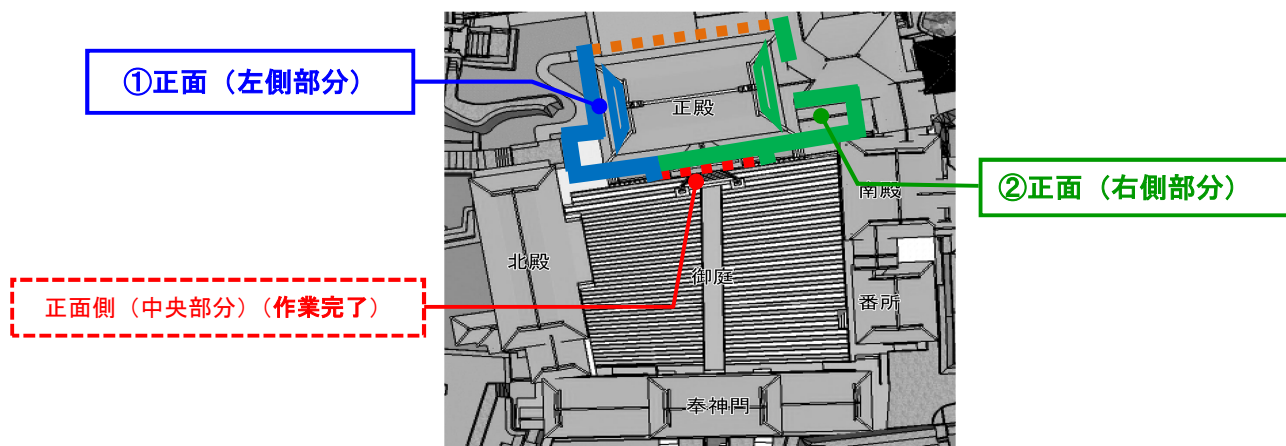 ①正面（左側部分）
正殿
②正面（右側部分）
南殿
北殿
御庭
正面側（中央部分）（作業完了）
番所
奉神門